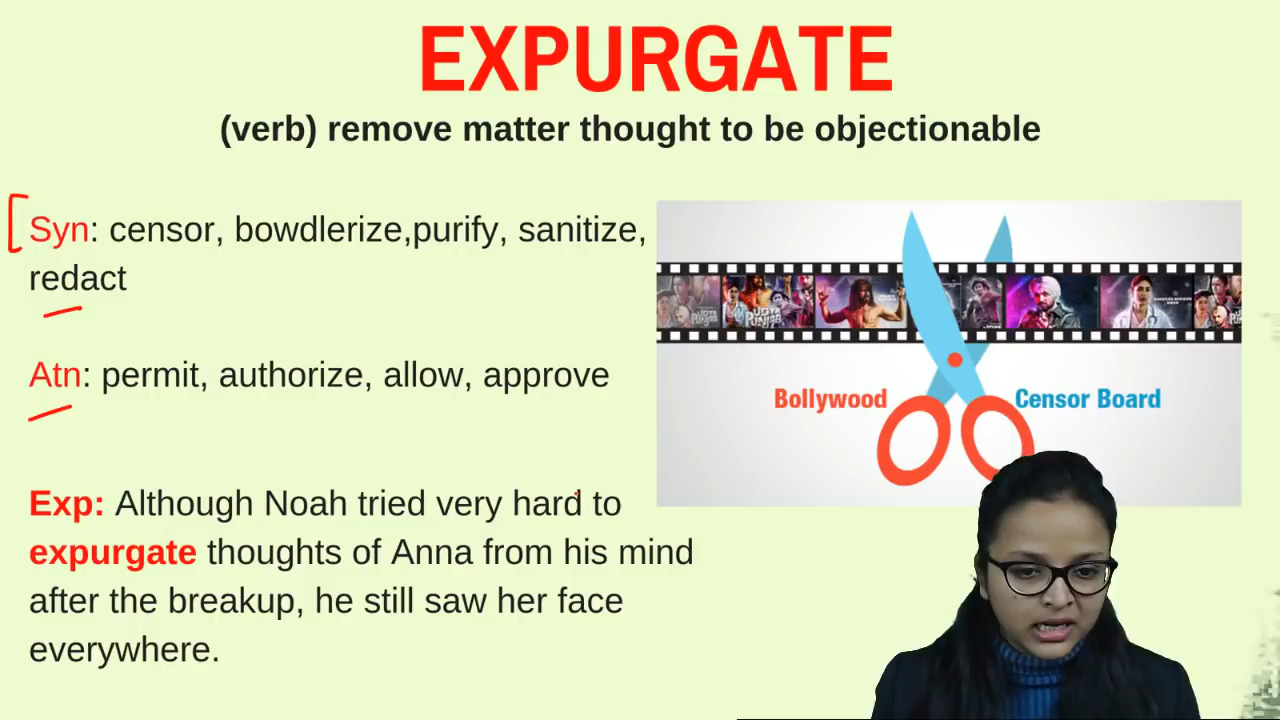 EXPURGATE
(verb) remove matter thought to be objectionable
Syn: censor, bowdlerize,purify, sanitize,
redact
Atn: permit, authorize, allow, approve
Bollywood
Censor Board
Exp: Although Noah tried very hard to
expurgate thoughts of Anna from his mind
after the breakup, he still saw her face
everywhere.